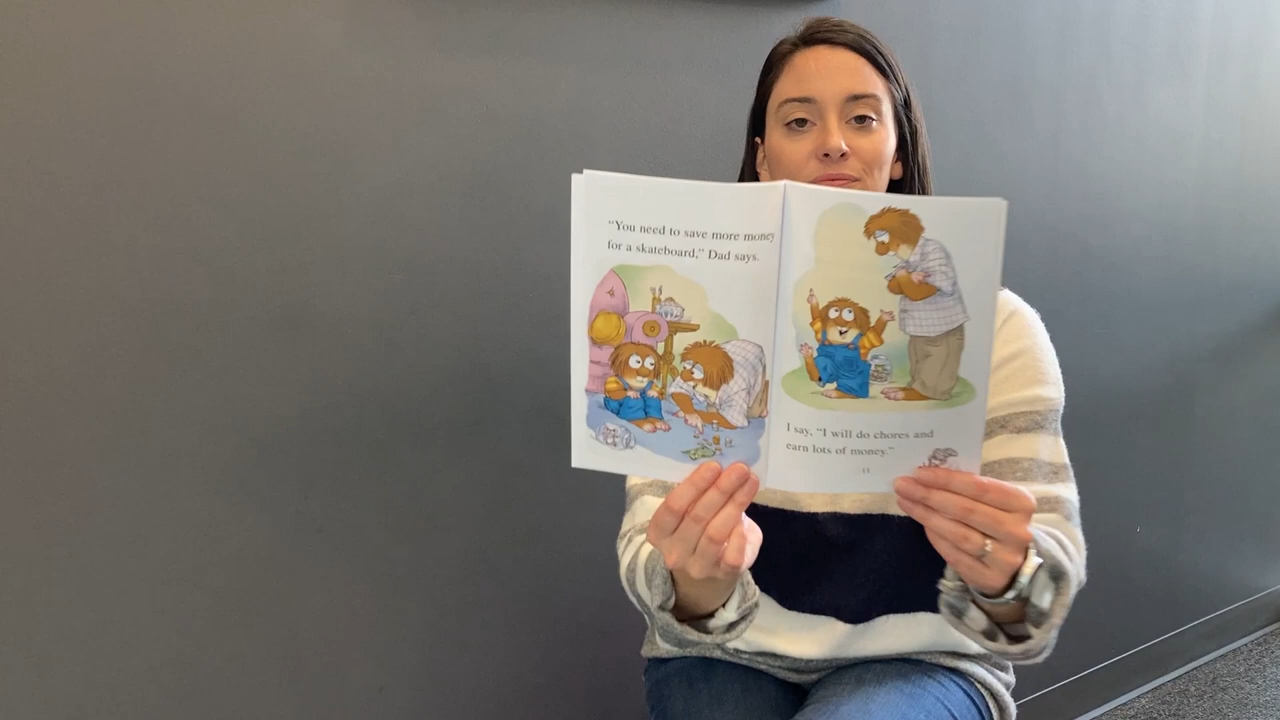 “You need to save more money
for a skateboard,” Dad says.
I say, “I will do chores and
earn lots of money.”